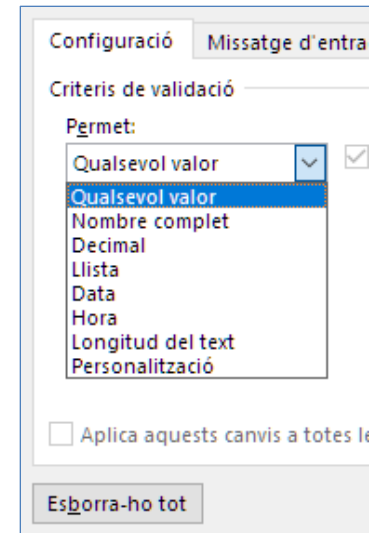 Configuració Missatge d'entra
Criteris de validació
Permet:
Qualsevol valor
Qualsevol valor
Nombre complet
Decimal
Llista
Data
Hora
Longitud del text
Personalització
Aplica aquests canvis a totes le
Esborra-ho tot